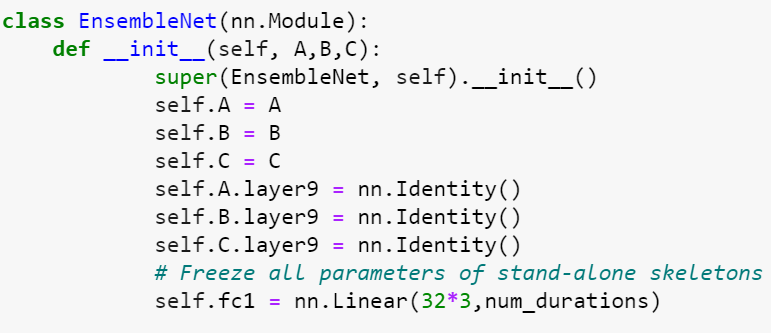 class EnsembleNet(nn.Module):
    def __init__(self, A,B,C):
            super(EnsembleNet, self).__init__()
            self.A = A
            self.B = B
            self.C = C
            self.A.layer9 = nn.Identity()
            self.B.layer9 = nn.Identity()
            self.C.layer9 = nn.Identity()
            # Freeze all parameters of stand-alone skeletons
            self.fc1 = nn.Linear(32*3,num_durations)